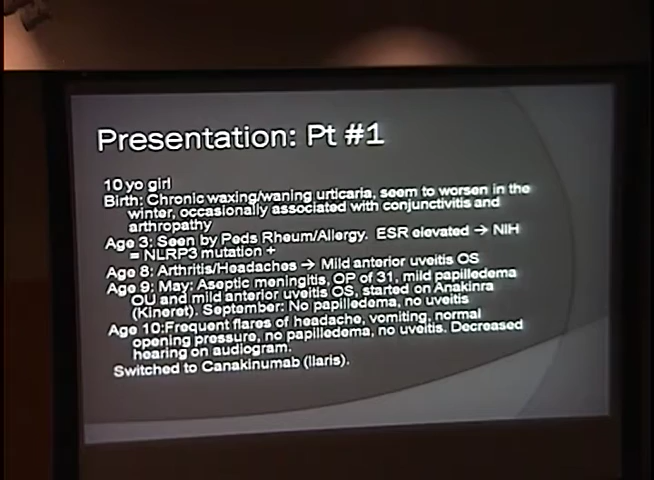 Presentation: Pt #1
10 yo girl
Birth: Chronic waxing/waning urticaria, seem to worsen in the
winter, occasionally associated with conjunctivitis and
arthropathy
Age 3: Seen by Peds Rheum/Allergy. ESR elevated → NIH
= NLRP3 mutation +
Age 8: Arthritis/Headaches → Mild anterior uveitis OS
Age 9: May: Aseptic meningitis, OP of 31, mild papilledema
OU and mild anterior uveitis OS, started on Anakinra
(Kineret). September: No papilledema, no uveitis
Age 10:Frequent flares of headache, vomiting, normal
opening pressure, no papilledema, no uveitis. Decreased
hearing on audiogram.
Switched to Canakinumab (Ilaris).